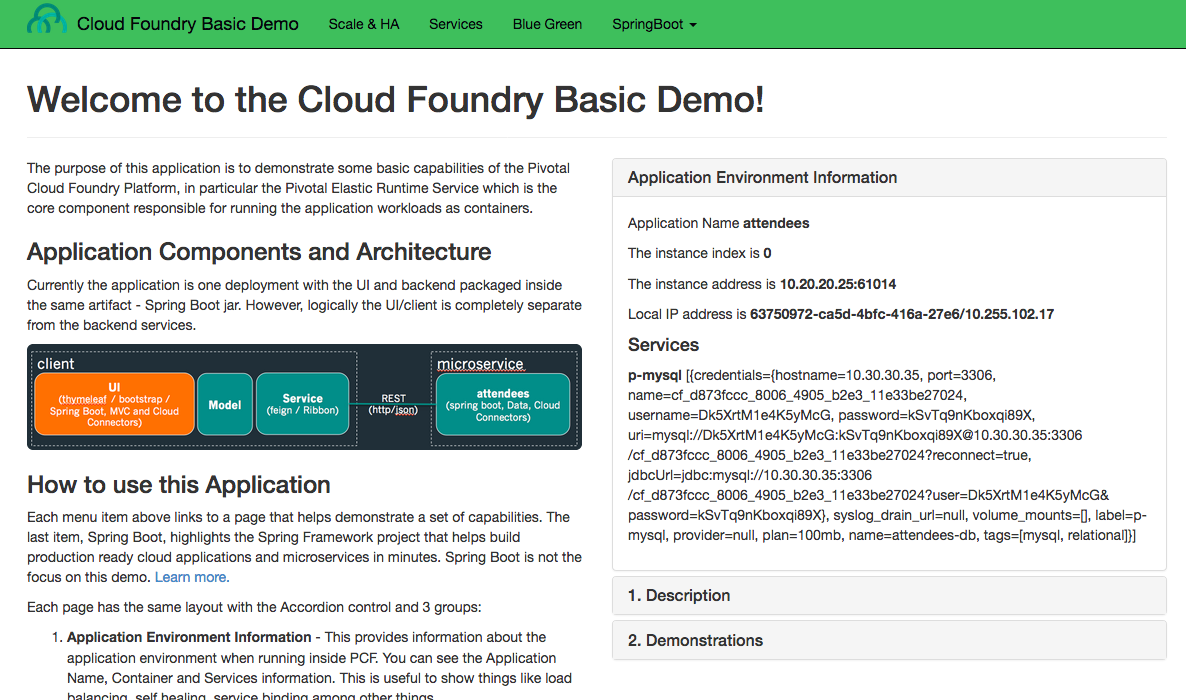 Cloud Foundry Basic Demo
Scale & HA
Services
Blue Green
SpringBoot
Welcome to the Cloud Foundry Basic Demo!
The purpose of this application is to demonstrate some basic capabilities of the Pivotal
Cloud Foundry Platform, in particular the Pivotal Elastic Runtime Service which is the
core component responsible for running the application workloads as containers.
Application Components and Architecture
Currently the application is one deployment with the UI and backend packaged inside
the same artifact - Spring Boot jar. However, logically the UI/client is completely separate
from the backend services.
client
UI
(thymeleaf / bootstrap /
Spring Boot, MVC and Cloud
Connectors)
Model
Service
(feign / Ribbon)
REST
(http/json)
microservice
attendees
(spring boot, Data, Cloud
Connectors)
How to use this Application
Each menu item above links to a page that helps demonstrate a set of capabilities. The
last item, Spring Boot, highlights the Spring Framework project that helps build
production ready cloud applications and microservices in minutes. Spring Boot is not the
focus on this demo. Learn more.
Each page has the same layout with the Accordion control and 3 groups:
1. Application Environment Information - This provides information about the
application environment when running inside PCF. You can see the Application
Name, Container and Services information. This is useful to show things like load
balancing, self healing, service binding among other things.
Application Environment Information
Application Name attendees
The instance index is 0
The instance address is 10.20.20.25:61014
Local IP address is 63750972-ca5d-4bfc-416a-27e6/10.255.102.17
Services
p-mysql [{credentials={hostname=10.30.30.35, port=3306,
name=cf_d873fccc_8006_4905_b2e3_11e33be27024,
username=Dk5XrtM1e4K5yMcG, password=kSvTq9nKboxqi89X,
uri=mysql://Dk5XrtM1e4K5yMcG:kSvTq9nKboxqi89X@10.30.30.35:3306
/cf_d873fccc_8006_4905_b2e3_11e33be27024?reconnect=true,
jdbcUrl=jdbc:mysql://10.30.30.35:3306
/cf_d873fccc_8006_4905_b2e3_11e33be27024?user=Dk5XrtM1e4K5yMcG&
password=kSvTq9nKboxqi89X}, syslog_drain_url=null, volume_mounts=[], label=p-
mysql, provider=null, plan=100mb, name=attendees-db, tags=[mysql, relational]}]
1. Description
2. Demonstrations